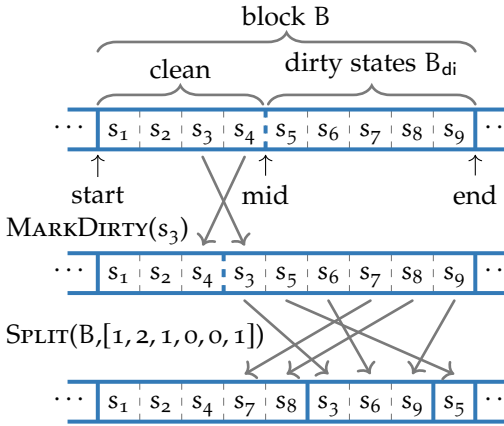 block B
clean dirty states B_di
··· s₁ s₂ s₃ s₄ s₅ s₆ s₇ s₈ s₉ ···
start mid end
MARKDIRTY(s₃)
··· s₁ s₂ s₄ s₃ s₅ s₆ s₇ s₈ s₉ ···
SPLIT(B,[1, 2, 1, 0, 0, 1])
··· s₁ s₂ s₄ s₇ s₈ s₃ s₆ s₉ s₅ ···